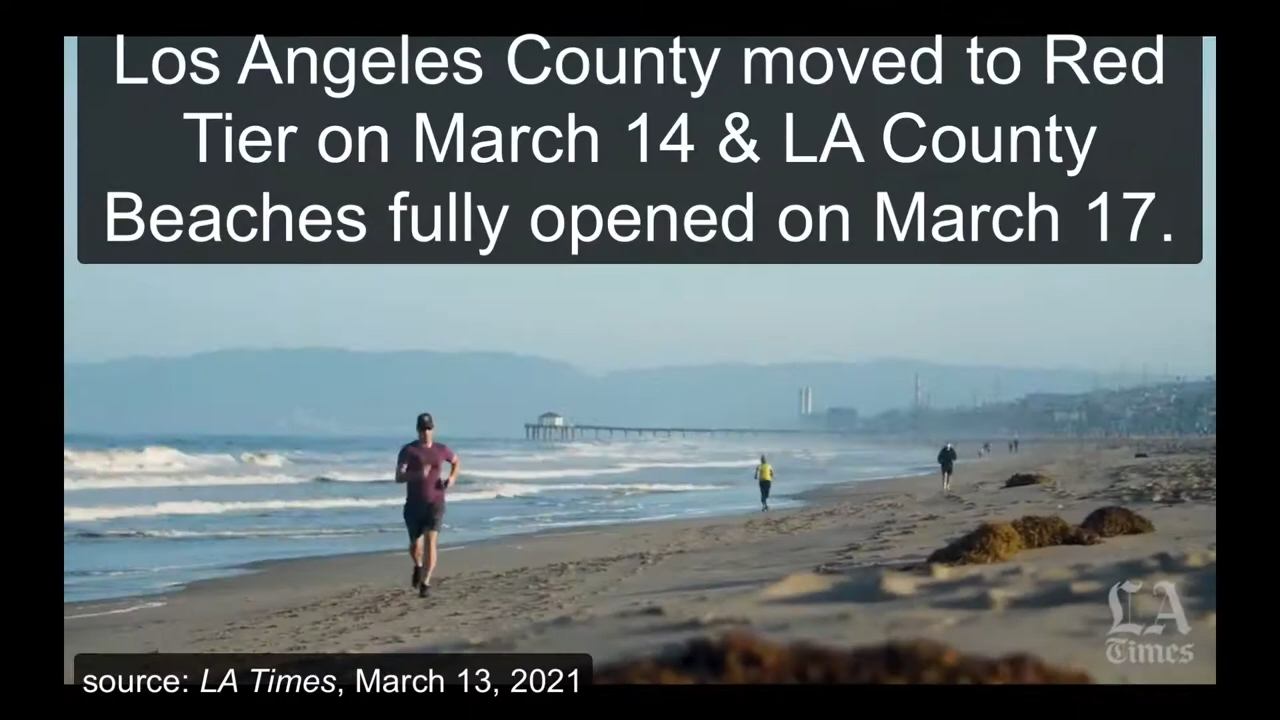 Los Angeles County moved to Red
Tier on March 14 & LA County
Beaches fully opened on March 17.
LA
Times
source: LA Times, March 13, 2021